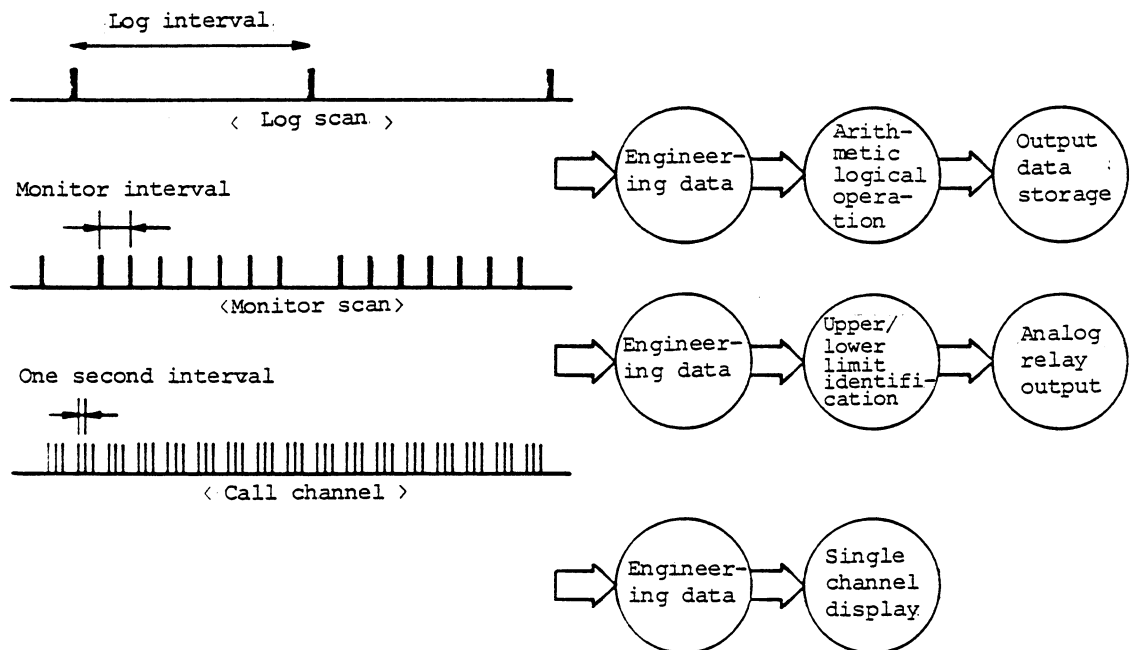 Log interval
< Log scan >
Monitor interval
<Monitor scan>
One second interval
< Call channel >
Engineer-
ing data
Arith-
metic
logical
opera-
tion
Output
data
storage
Engineer-
ing data
Upper/
lower
limit
identifi-
cation
Analog
relay
output
Engineer-
ing data
Single
channel
display